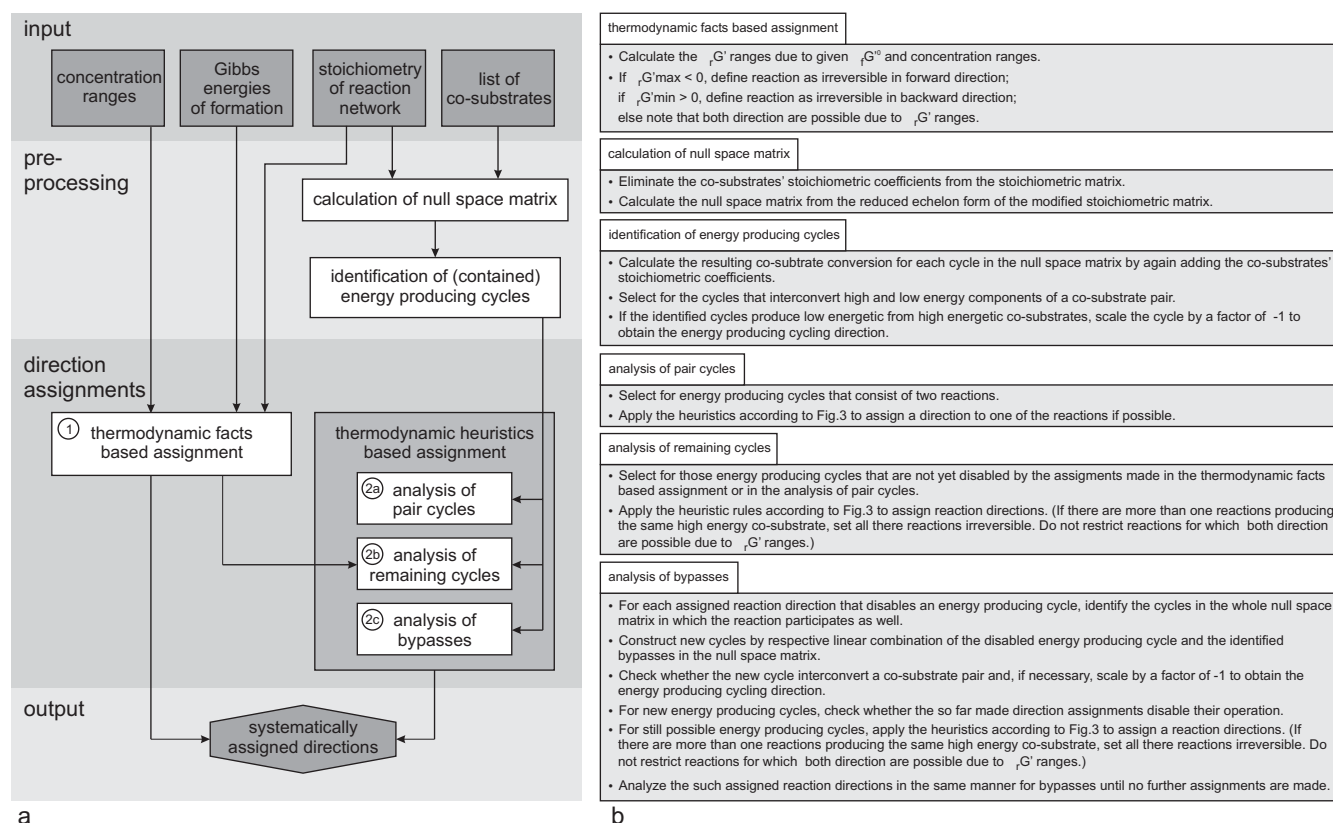 input
concentration
ranges
Gibbs
energies
of formation
stoichiometry
of reaction
network
list of
co-substrates
pre-
processing
calculation of null space matrix
identification of (contained)
energy producing cycles
direction
assignments
1 thermodynamic facts
based assignment
thermodynamic heuristics
based assignment
2a analysis of
pair cycles
2b analysis of
remaining cycles
2c analysis of
bypasses
output
systematically
assigned directions
a
thermodynamic facts based assignment
• Calculate the rG' ranges due to given rG'0 and concentration ranges.
• If rG'max < 0, define reaction as irreversible in forward direction;
if rG'min > 0, define reaction as irreversible in backward direction;
else note that both direction are possible due to rG' ranges.
calculation of null space matrix
• Eliminate the co-substrates' stoichiometric coefficients from the stoichiometric matrix.
• Calculate the null space matrix from the reduced echelon form of the modified stoichiometric matrix.
identification of energy producing cycles
• Calculate the resulting co-subtrate conversion for each cycle in the null space matrix by again adding the co-substrates'
stoichiometric coefficients.
• Select for the cycles that interconvert high and low energy components of a co-substrate pair.
• If the identified cycles produce low energetic from high energetic co-substrates, scale the cycle by a factor of -1 to
obtain the energy producing cycling direction.
analysis of pair cycles
• Select for energy producing cycles that consist of two reactions.
• Apply the heuristics according to Fig.3 to assign a direction to one of the reactions if possible.
analysis of remaining cycles
• Select for those energy producing cycles that are not yet disabled by the assigments made in the thermodynamic facts
based assignment or in the analysis of pair cycles.
• Apply the heuristic rules according to Fig.3 to assign reaction directions. (If there are more than one reactions producing
the same high energy co-substrate, set all there reactions irreversible. Do not restrict reactions for which both direction
are possible due to rG' ranges.)
analysis of bypasses
• For each assigned reaction direction that disables an energy producing cycle, identify the cycles in the whole null space
matrix in which the reaction participates as well.
• Construct new cycles by respective linear combination of the disabled energy producing cycle and the identified
bypasses in the null space matrix.
• Check whether the new cycle interconvert a co-substrate pair and, if necessary, scale by a factor of -1 to obtain the
energy producing cycling direction.
• For new energy producing cycles, check whether the so far made direction assignments disable their operation.
• For still possible energy producing cycles, apply the heuristics according to Fig.3 to assign a reaction directions. (If
there are more than one reactions producing the same high energy co-substrate, set all there reactions irreversible. Do
not restrict reactions for which both direction are possible due to rG' ranges.)
• Analyze the such assigned reaction directions in the same manner for bypasses until no further assignments are made.
b